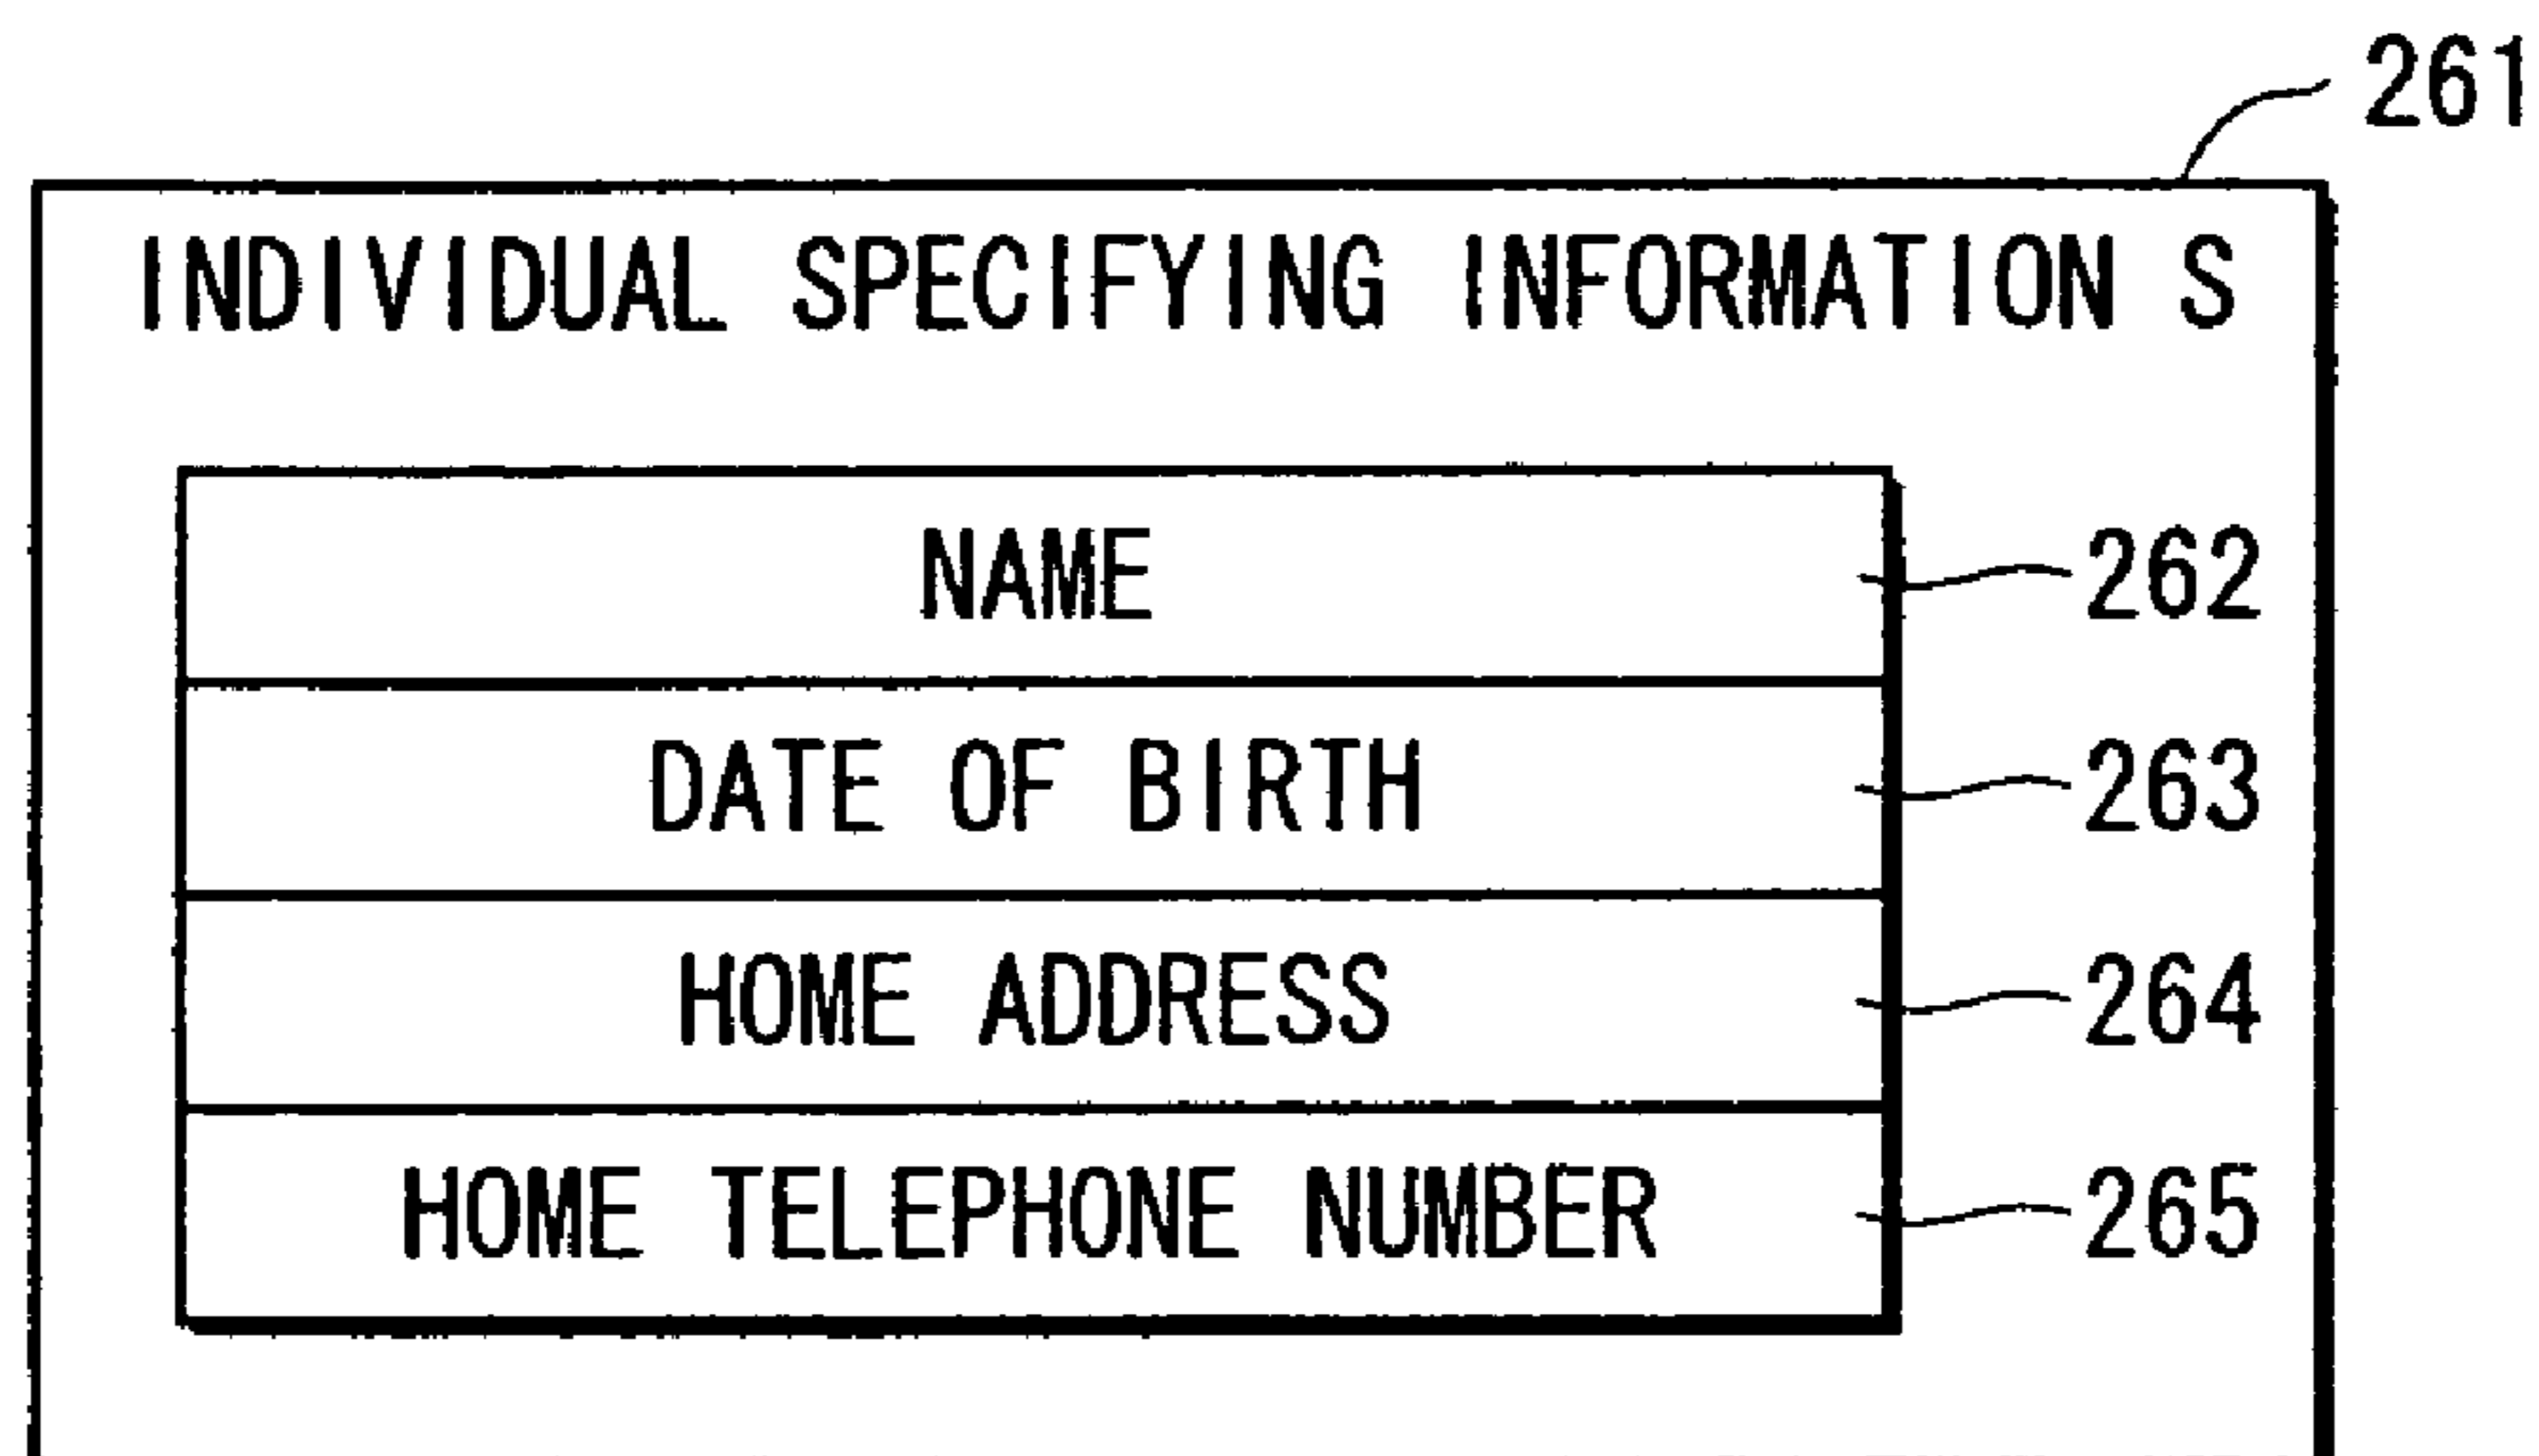 261
INDIVIDUAL SPECIFYING INFORMATION S
NAME 262
DATE OF BIRTH 263
HOME ADDRESS 264
HOME TELEPHONE NUMBER 265